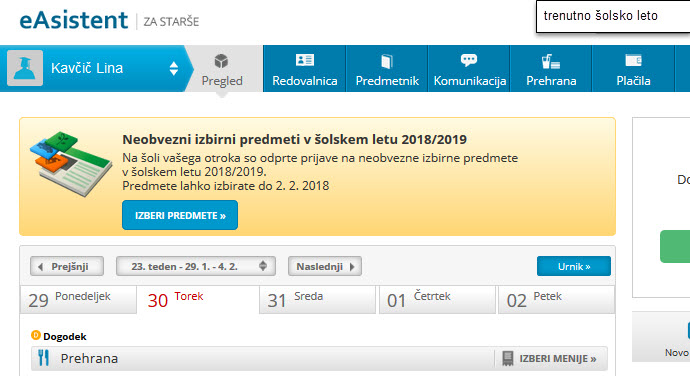 eAsistent | ZA STARŠE
trenutno šolsko leto
Kavčič Lina
Pregled
Redovalnica
Predmetnik
Komunikacija
Prehrana
Plačila
Neobvezni izbirni predmeti v šolskem letu 2018/2019
Na šoli vašega otroka so odprte prijave na neobvezne izbirne predmete
v šolskem letu 2018/2019.
Predmete lahko izbirate do 2. 2. 2018
IZBERI PREDMETE »
Prejšnji
23. teden - 29. 1. - 4. 2.
Naslednji
Urnik »
29 Ponedeljek
30 Torek
31 Sreda
01 Četrtek
02 Petek
D Dogodek
Prehrana
IZBERI MENIJE »
Do
Novo